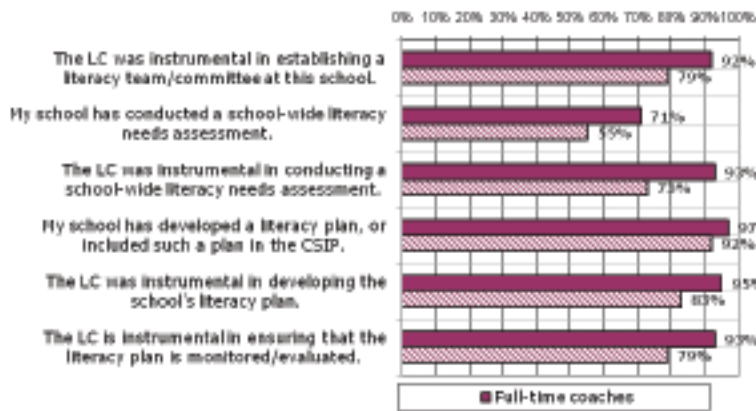 0% 10% 20% 30% 40% 50% 60% 70% 80% 90% 100%
The LC was instrumental in establishing a
literacy team/committee at this school.
92%
79%
My school has conducted a school-wide literacy
needs assessment.
71%
55%
The LC was instrumental in conducting a
school-wide literacy needs assessment.
93%
73%
My school has developed a literacy plan, or
included such a plan in the CSIP.
97
92%
The LC was instrumental in developing the
school's literacy plan.
95%
83%
The LC is instrumental in ensuring that the
literacy plan is monitored/evaluated.
93%
79%
Full-time coaches